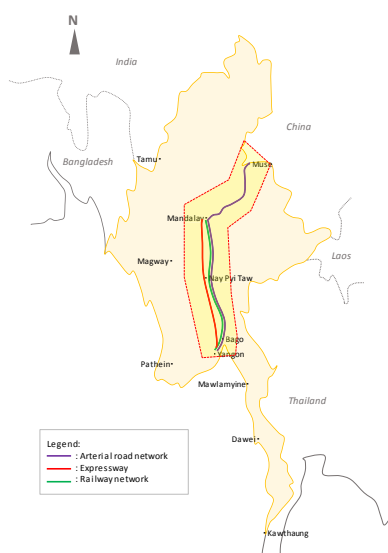 N
India
China
Tamu
Bangladesh
Muse
Mandalay
Laos
Magway
Nay Pyi Taw
Bago
Yangon
Pathein
Mawlamyine
Thailand
Dawei
Legend:
: Arterial road network
: Expressway
: Railway network
Kawthaung